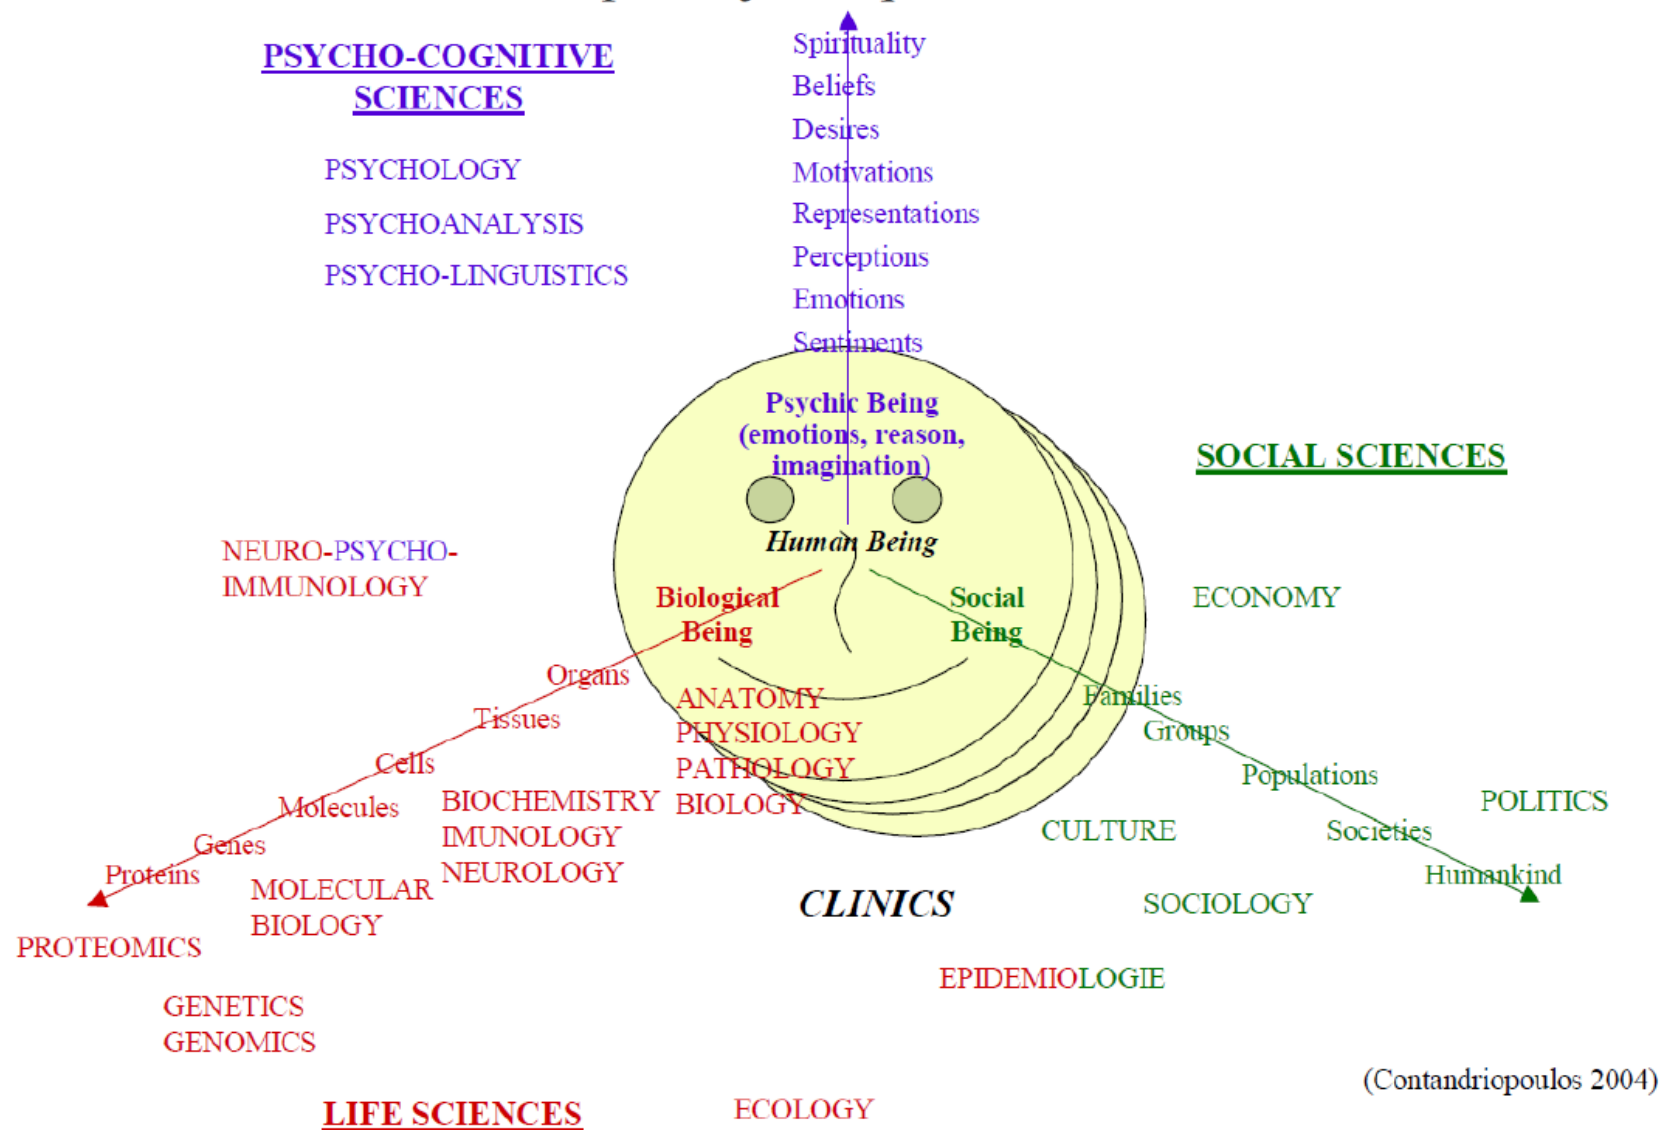 PSYCHO-COGNITIVE
SCIENCES
PSYCHOLOGY
PSYCHOANALYSIS
PSYCHO-LINGUISTICS
Spirituality
Beliefs
Desires
Motivations
Representations
Perceptions
Emotions
Sentiments
Psychic Being
(emotions, reason,
imagination)
Human Being
Biological
Being
Social
Being
SOCIAL SCIENCES
NEURO-PSYCHO-
IMMUNOLOGY
ECONOMY
Organs
Tissues
Cells
Molecules
Genes
Proteins
ANATOMY
PHYSIOLOGY
PATHOLOGY
BIOLOGY
BIOCHEMISTRY
IMUNOLOGY
NEUROLOGY
MOLECULAR
BIOLOGY
PROTEOMICS
GENETICS
GENOMICS
LIFE SCIENCES
Families
Groups
Populations
Societies
Humankind
POLITICS
CULTURE
SOCIOLOGY
CLINICS
EPIDEMIOLOGIE
ECOLOGY
(Contandriopoulos 2004)